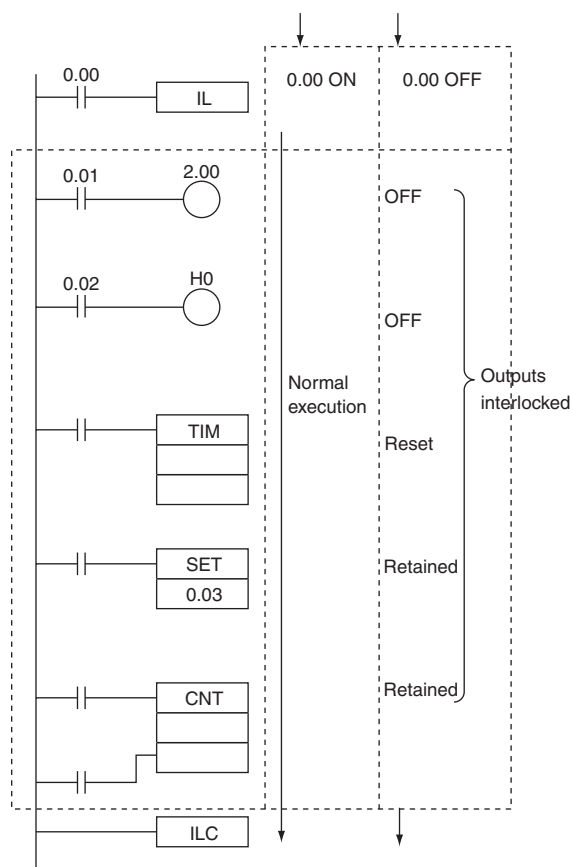 0.00
IL
0.00 ON
0.00 OFF
0.01
2.00
OFF
0.02
H0
OFF
Normal
execution
Outputs
interlocked
TIM
Reset
SET
0.03
Retained
CNT
Retained
ILC